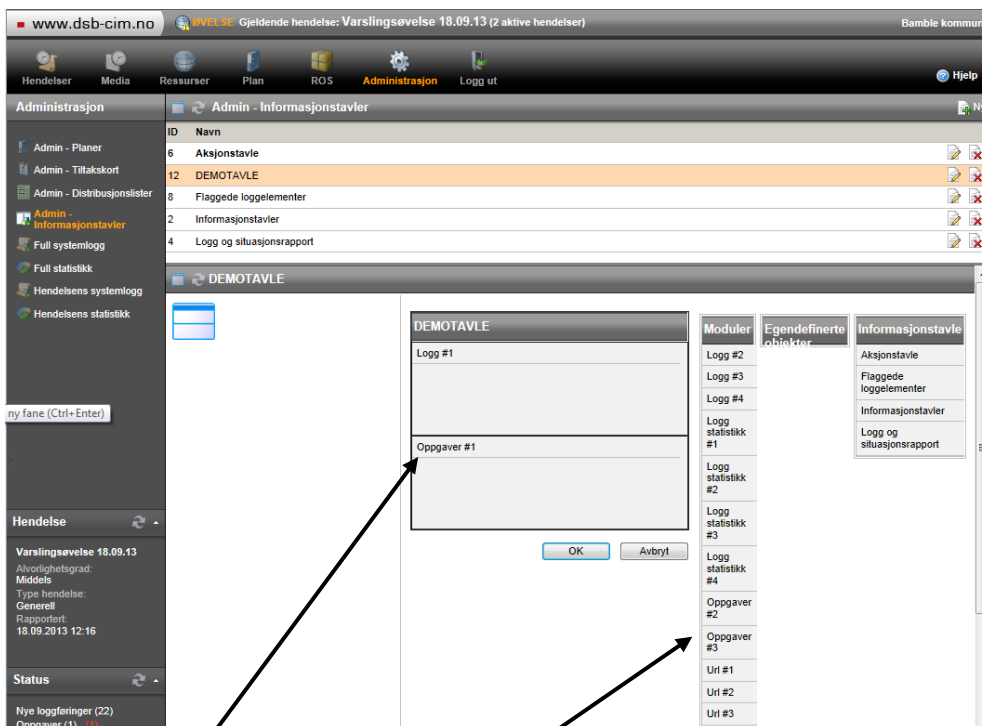 www.dsb-cim.no
ØVELSE Gjeldende hendelse: Varslingsøvelse 18.09.13 (2 aktive hendelser)
Bamble kommun
Hendelser
Media
Ressurser
Plan
ROS
Administrasjon
Logg ut
Hjelp
Administrasjon
Admin - Planer
Admin - Tiltakskort
Admin - Distribusjonslister
Admin -
Informasjonstavler
Full systemlogg
Full statistikk
Hendelsens systemlogg
Hendelsens statistikk
ny fane (Ctrl+Enter)
Hendelse
Varslingsøvelse 18.09.13
Alvorlighetsgrad:
Middels
Type hendelse:
Generell
Rapportert:
18.09.2013 12:16
Status
Nye loggføringer (22)
Oppgaver (1) (1)
Admin - Informasjonstavler
Ny
ID Navn
6 Aksjonstavle
12 DEMOTAVLE
8 Flaggede loggelementer
2 Informasjonstavler
4 Logg og situasjonsrapport
DEMOTAVLE
DEMOTAVLE
Logg #1
Oppgaver #1
OK
Avbryt
Moduler
Logg #2
Logg #3
Logg #4
Logg
statistikk
#1
Logg
statistikk
#2
Logg
statistikk
#3
Logg
statistikk
#4
Oppgaver
#2
Oppgaver
#3
Url #1
Url #2
Url #3
Egendefinerte
objekter
Informasjonstavle
Aksjonstavle
Flaggede
loggelementer
Informasjonstavler
Logg og
situasjonsrapport